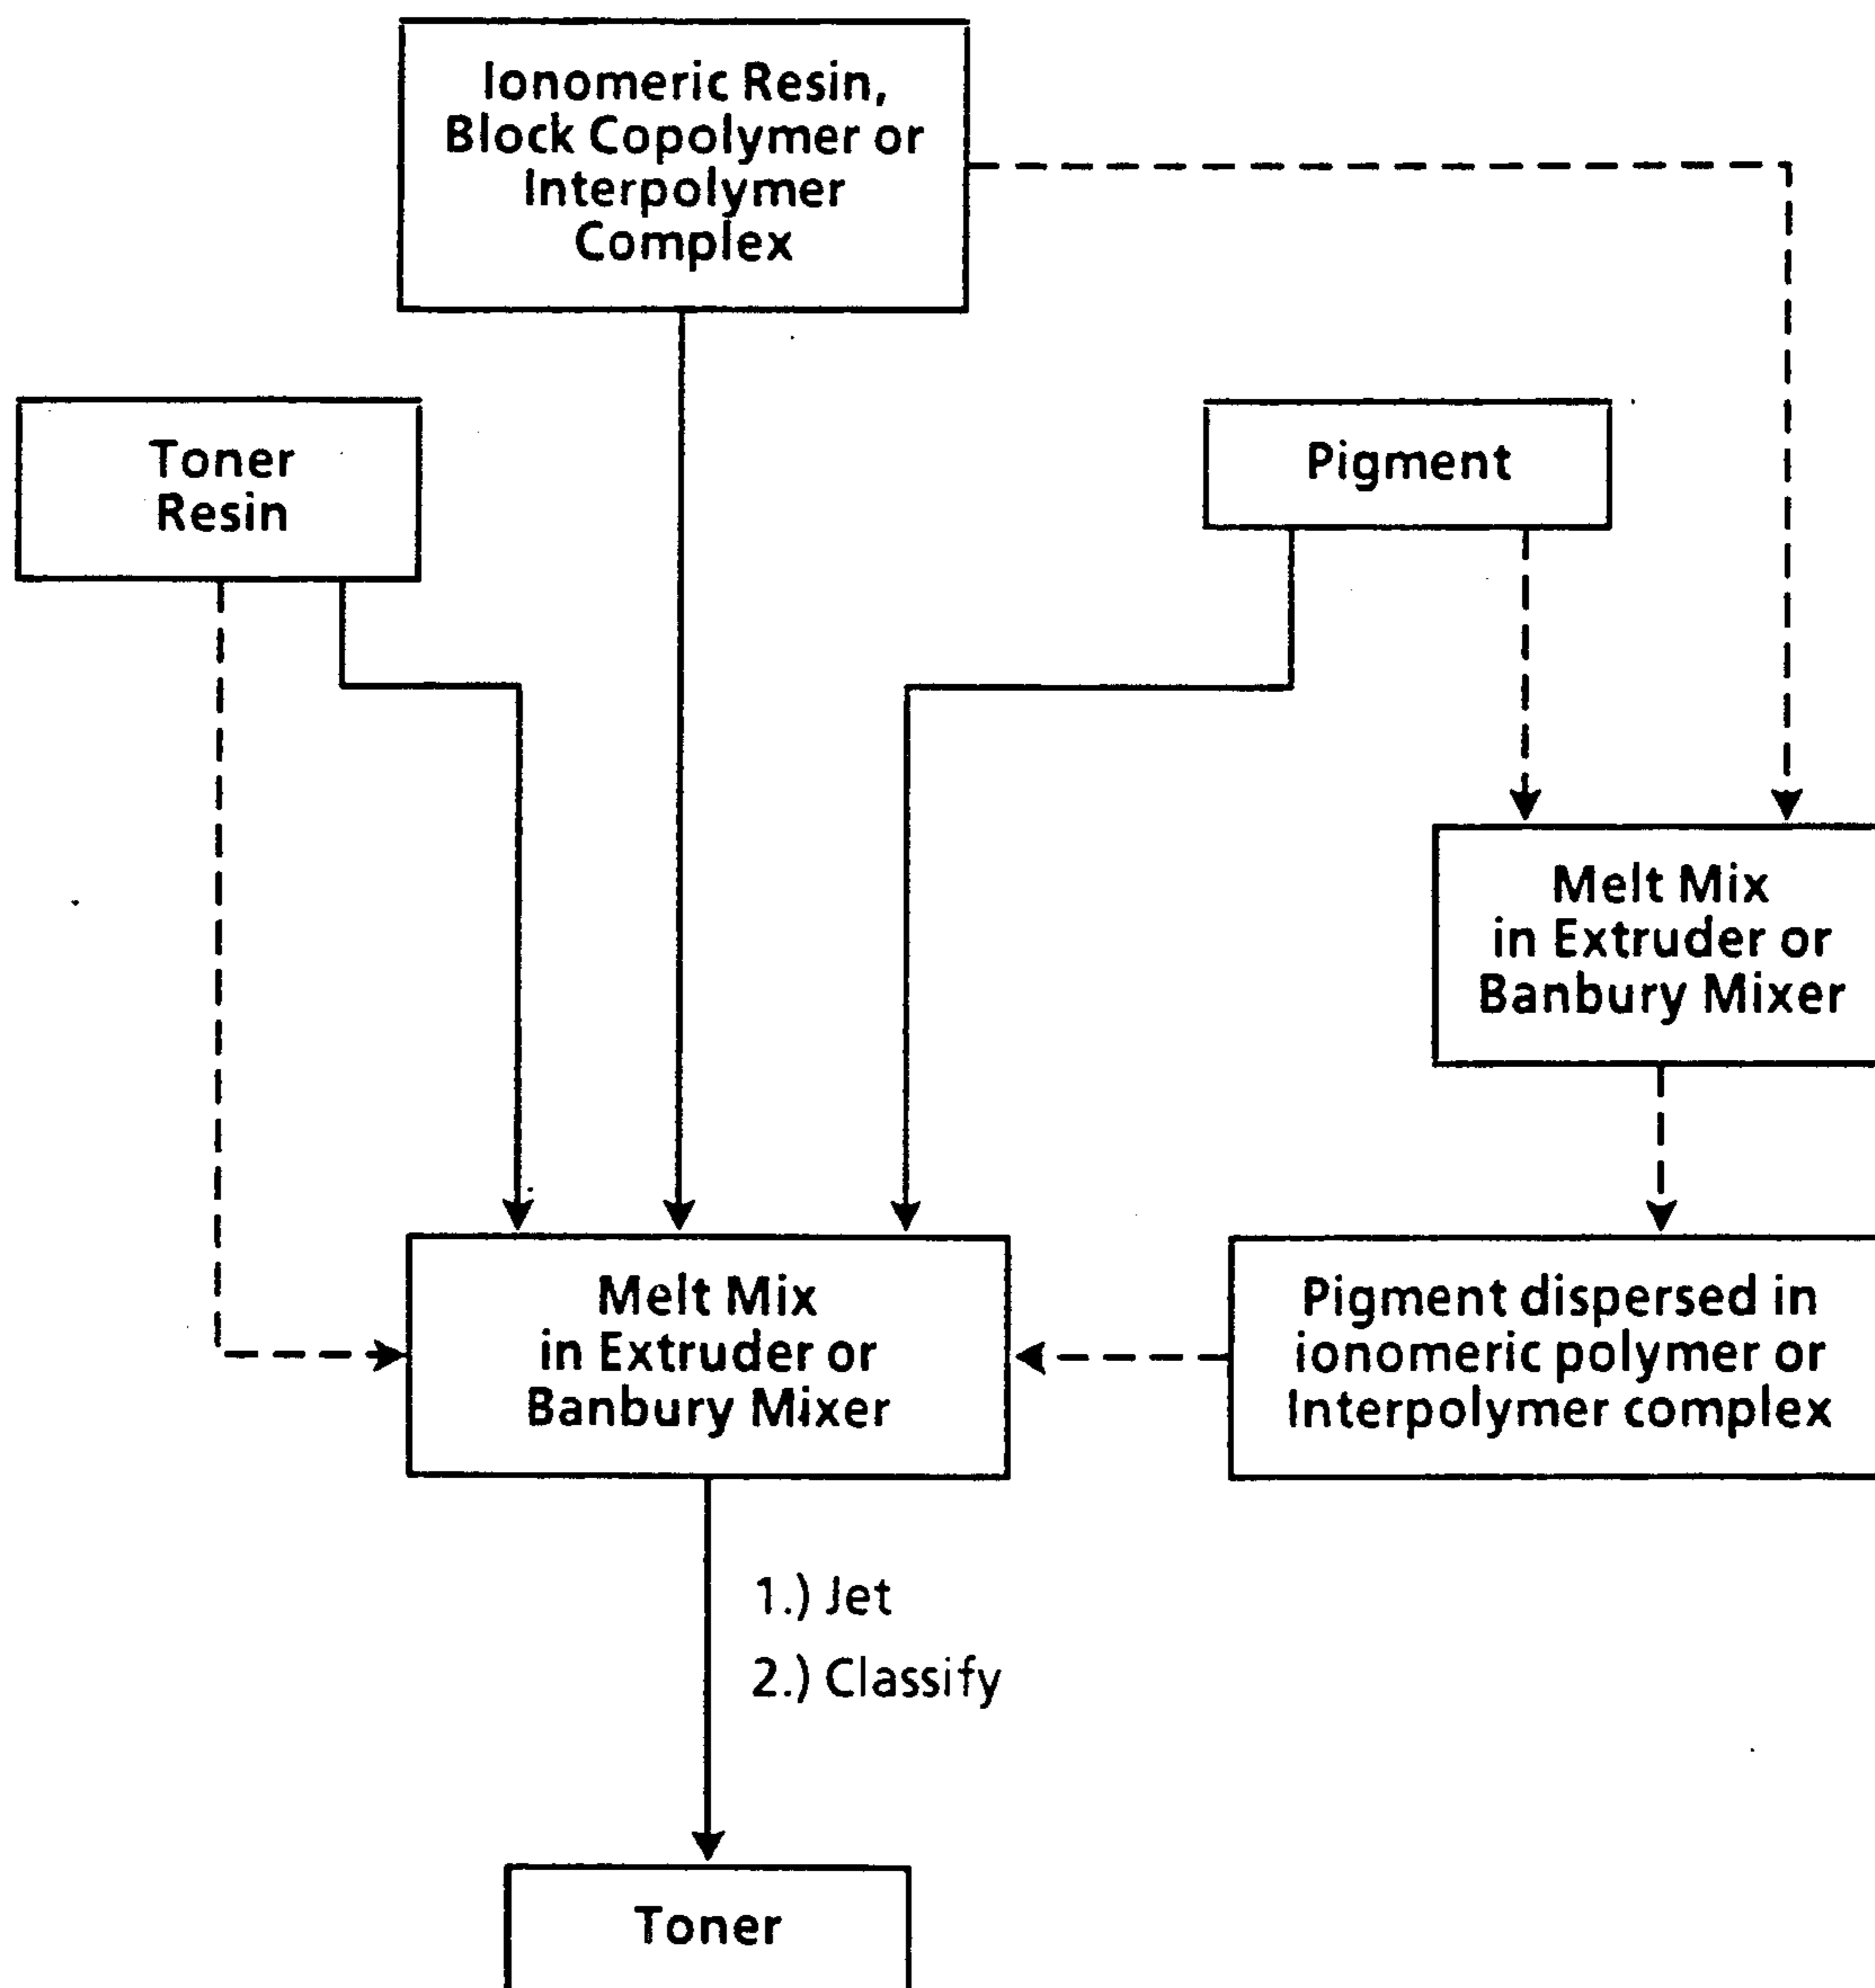 Ionomeric Resin,
Block Copolymer or
Interpolymer
Complex
Toner
Resin
Pigment
Melt Mix
in Extruder or
Banbury Mixer
Melt Mix
in Extruder or
Banbury Mixer
Pigment dispersed in
ionomeric polymer or
Interpolymer complex
1.) Jet
2.) Classify
Toner